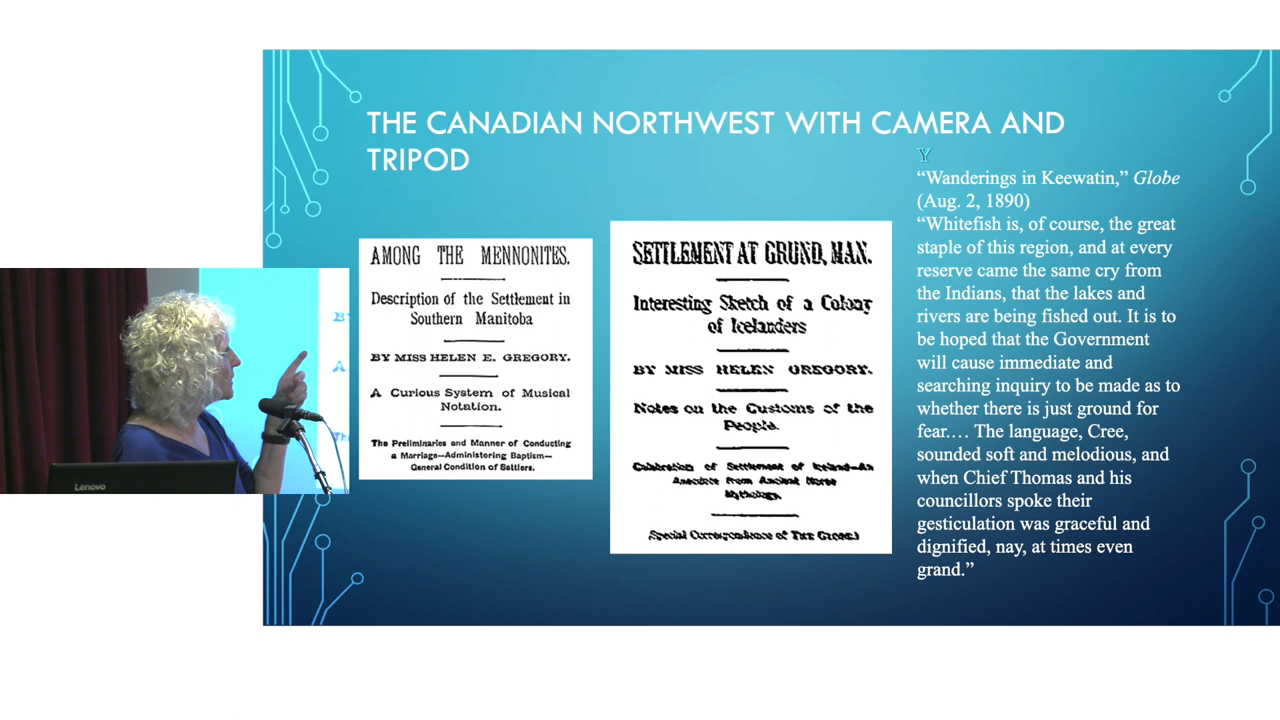 THE CANADIAN NORTHWEST WITH CAMERA AND
TRIPOD
AMONG THE MENNONITES.
Description of the Settlement in
Southern Manitoba
BY MISS HELEN E. GREGORY.
A Curious System of Musical
Notation.
The Preliminaries and Manner of Conducting
a Marriage—Administering Baptism—
General Condition of Settlers.
SETTLEMENT AT GRUND, MAN.
Interesting Sketch of a Colony
of Icelanders
BY MISS HELEN GREGORY.
Notes on the Customs of the
People.
Celebration of Settlement of Iceland—An
Anecdote from Ancient Norse
Mythology.
(Special Correspondence of THE GLOBE.)
Y
“Wanderings in Keewatin,” Globe
(Aug. 2, 1890)
“Whitefish is, of course, the great
staple of this region, and at every
reserve came the same cry from
the Indians, that the lakes and
rivers are being fished out. It is to
be hoped that the Government
will cause immediate and
searching inquiry to be made as to
whether there is just ground for
fear.… The language, Cree,
sounded soft and melodious, and
when Chief Thomas and his
councillors spoke their
gesticulation was graceful and
dignified, nay, at times even
grand.”
Lenovo